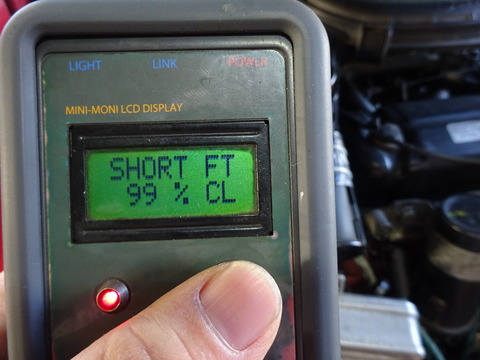 LIGHT LINK POWER
MINI-MONI LCD DISPLAY
SHORT FT
99 % CL